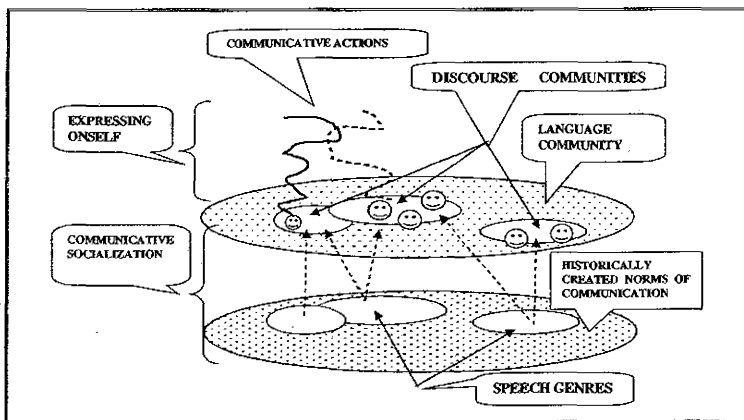 COMMUNICATIVE ACTIONS
DISCOURSE COMMUNITIES
EXPRESSING
ONSELF
LANGUAGE
COMMUNITY
COMMUNICATIVE
SOCIALIZATION
HISTORICALLY
CREATED NORMS OF
COMMUNICATION
SPEECH GENRES